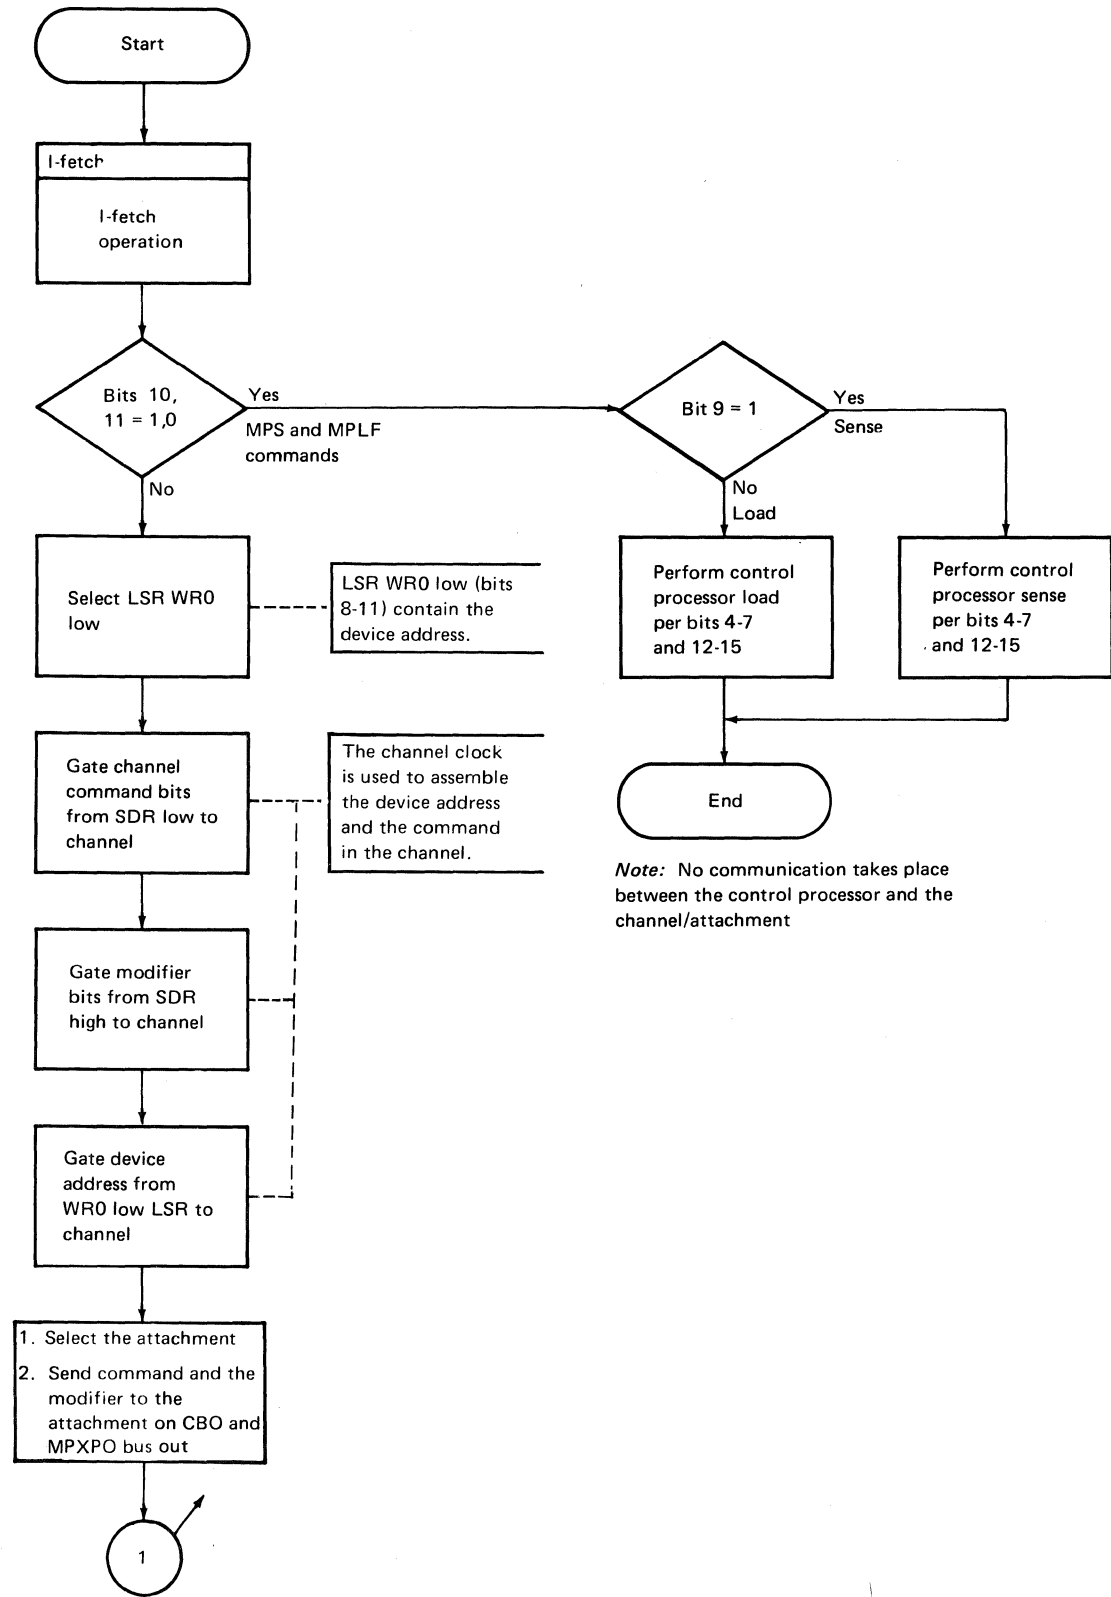 Start
I-fetch
I-fetch
operation
Bits 10,
11 = 1,0
Yes
MPS and MPLF
commands
No
Bit 9 = 1
Yes
Sense
No
Load
Select LSR WR0
low
LSR WR0 low (bits
8-11) contain the
device address.
Perform control
processor load
per bits 4-7
and 12-15
Perform control
processor sense
per bits 4-7
and 12-15
Gate channel
command bits
from SDR low to
channel
The channel clock
is used to assemble
the device address
and the command
in the channel.
End
Note: No communication takes place
between the control processor and the
channel/attachment
Gate modifier
bits from SDR
high to channel
Gate device
address from
WR0 low LSR to
channel
1. Select the attachment
2. Send command and the
modifier to the
attachment on CBO and
MPXPO bus out
1